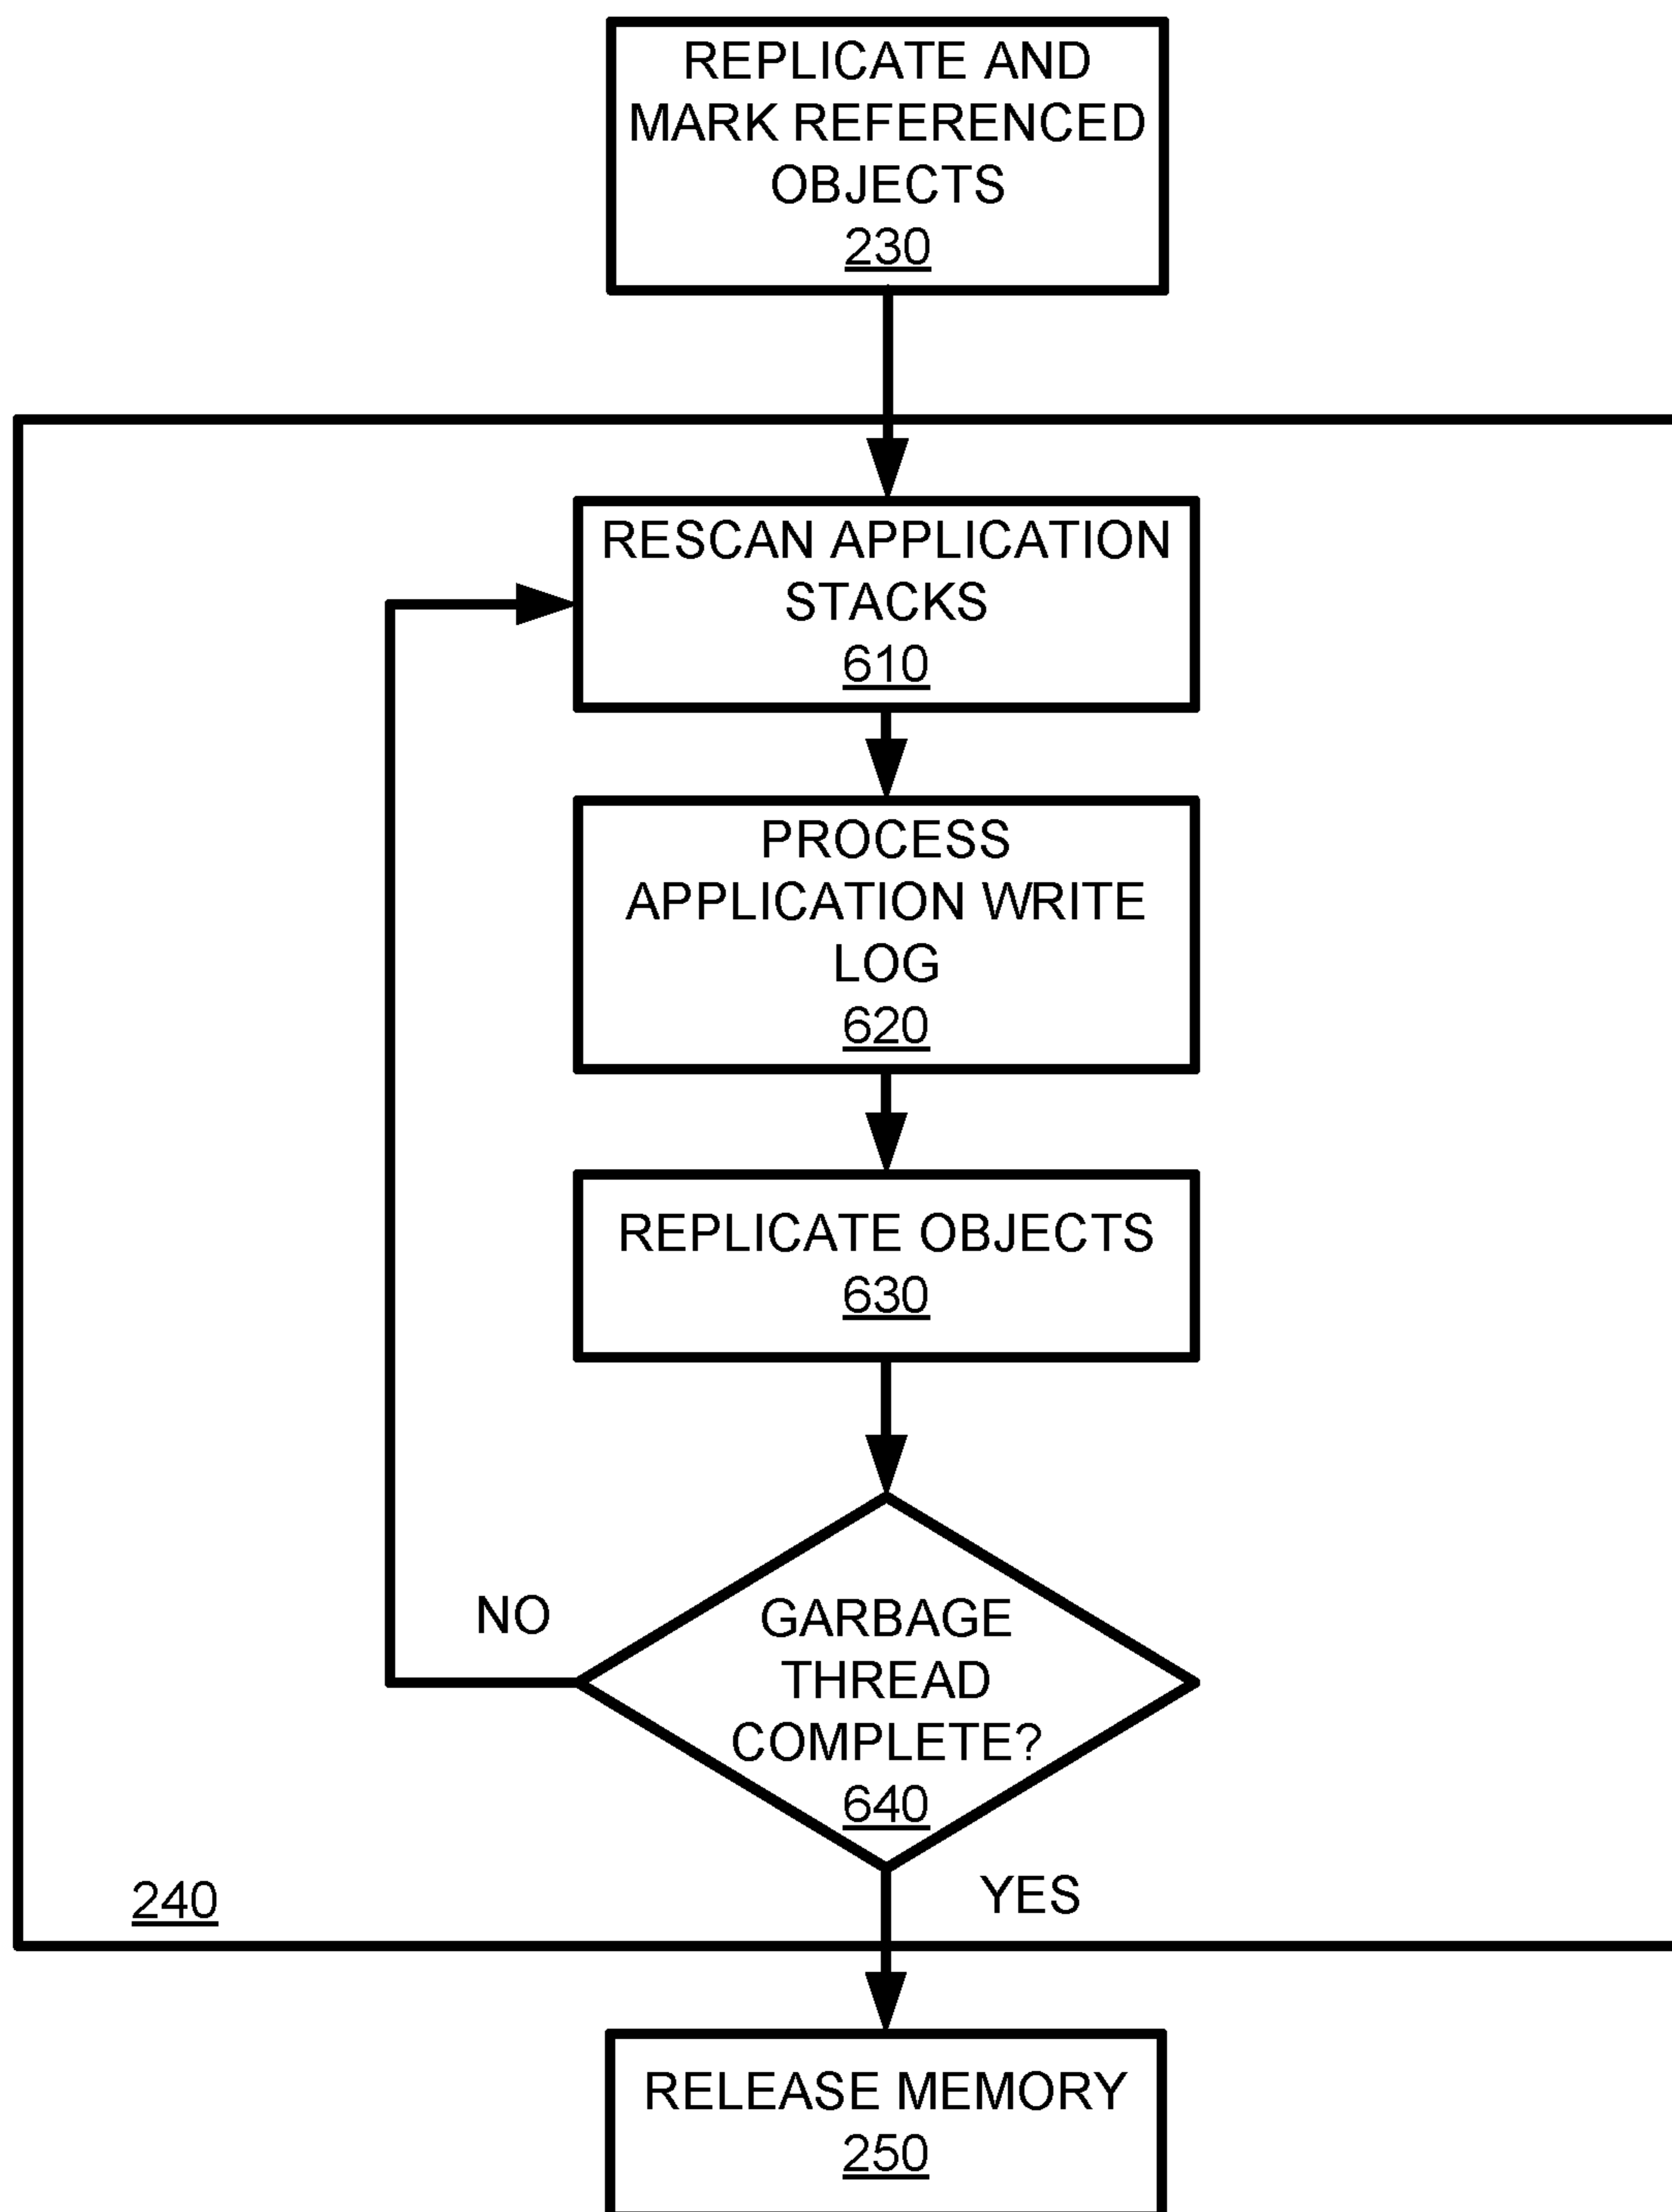 REPLICATE AND
MARK REFERENCED
OBJECTS
230
RESCAN APPLICATION
STACKS
610
PROCESS
APPLICATION WRITE
LOG
620
REPLICATE OBJECTS
630
NO
GARBAGE
THREAD
COMPLETE?
640
240
YES
RELEASE MEMORY
250